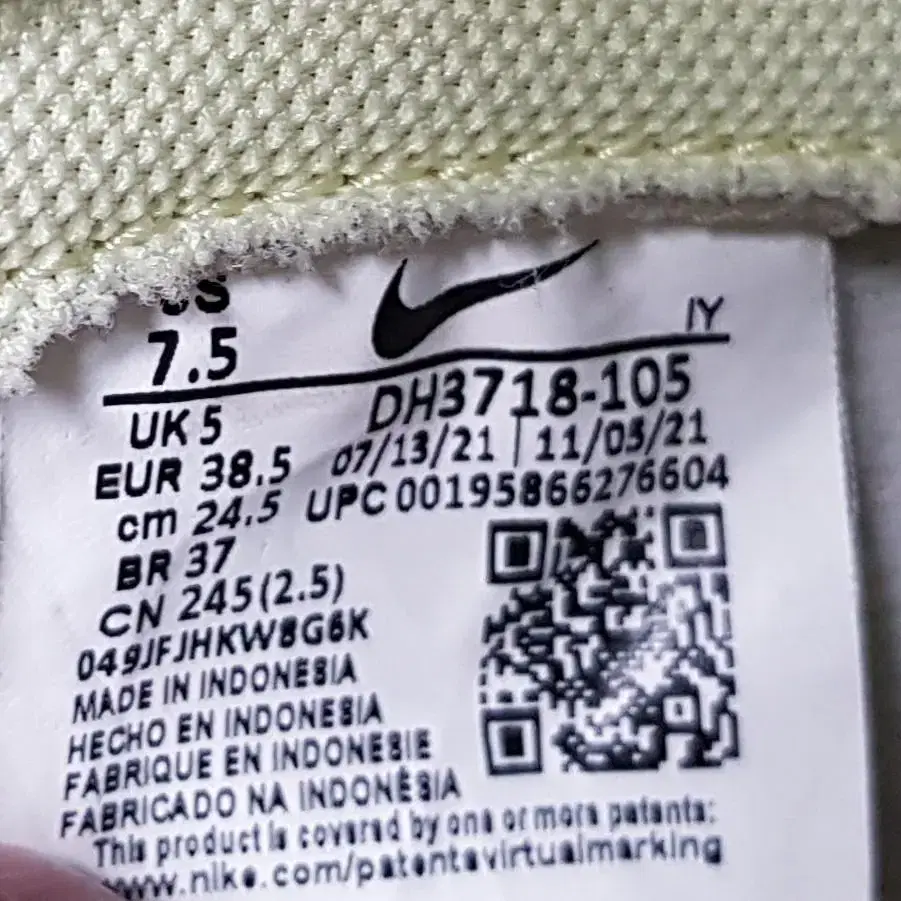 US
7.5
IY
UK 5
DH3718-105
EUR 38.5
07/13/21 | 11/05/21
cm 24.5
UPC 00195866276604
BR 37
CN 245(2.5)
049JFJHKW8G6K
MADE IN INDONESIA
HECHO EN INDONESIA
FABRIQUE EN INDONESIE
FABRICADO NA INDONÉSIA
This product is covered by one or more patents:
www.nike.com/patentsvirtualmarking